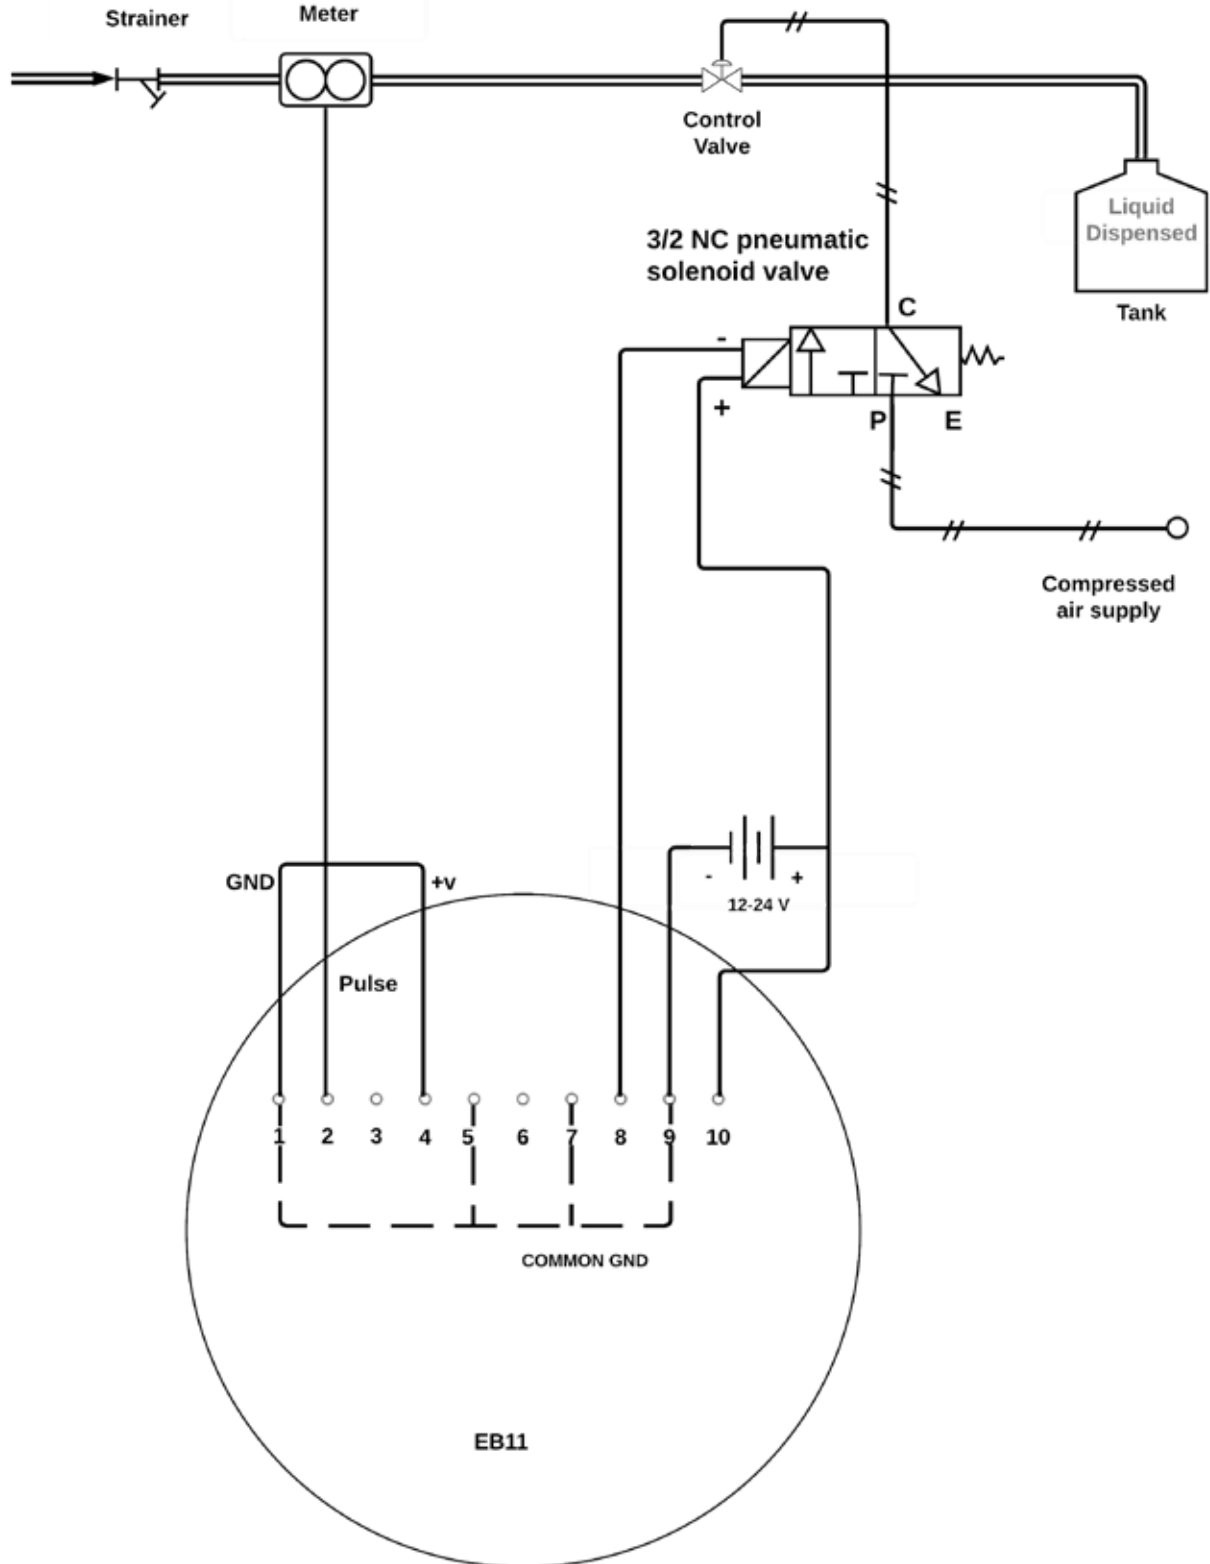 Strainer
Meter
Control
Valve
Liquid
Dispensed
Tank
3/2 NC pneumatic
solenoid valve
C
-
+
P
E
Compressed
air supply
GND
+v
-
+
12-24 V
Pulse
1 2 3 4 5 6 7 8 9 10
COMMON GND
EB11